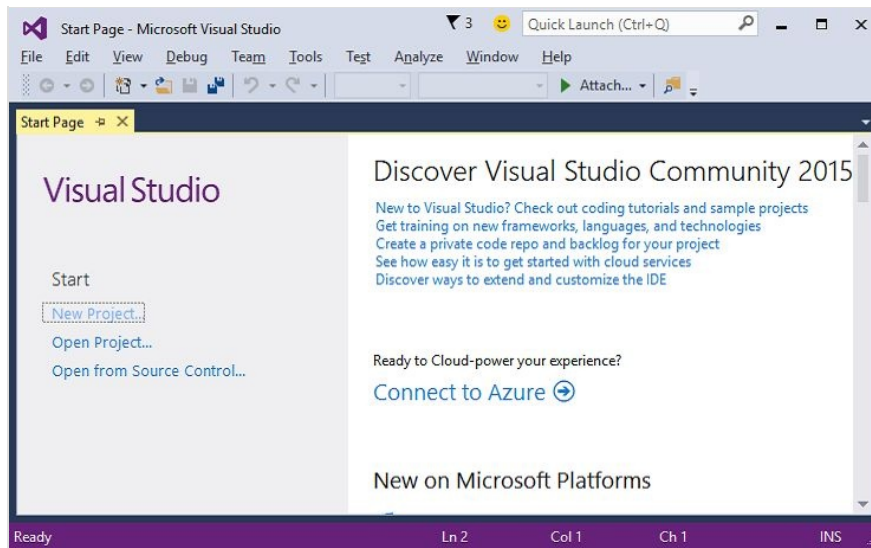 Start Page - Microsoft Visual Studio
3
Quick Launch (Ctrl+Q)
File Edit View Debug Team Tools Test Analyze Window Help
Attach...
Start Page
Visual Studio
Start
New Project...
Open Project...
Open from Source Control...
Discover Visual Studio Community 2015
New to Visual Studio? Check out coding tutorials and sample projects
Get training on new frameworks, languages, and technologies
Create a private code repo and backlog for your project
See how easy it is to get started with cloud services
Discover ways to extend and customize the IDE
Ready to Cloud-power your experience?
Connect to Azure
New on Microsoft Platforms
Ready Ln 2 Col 1 Ch 1 INS